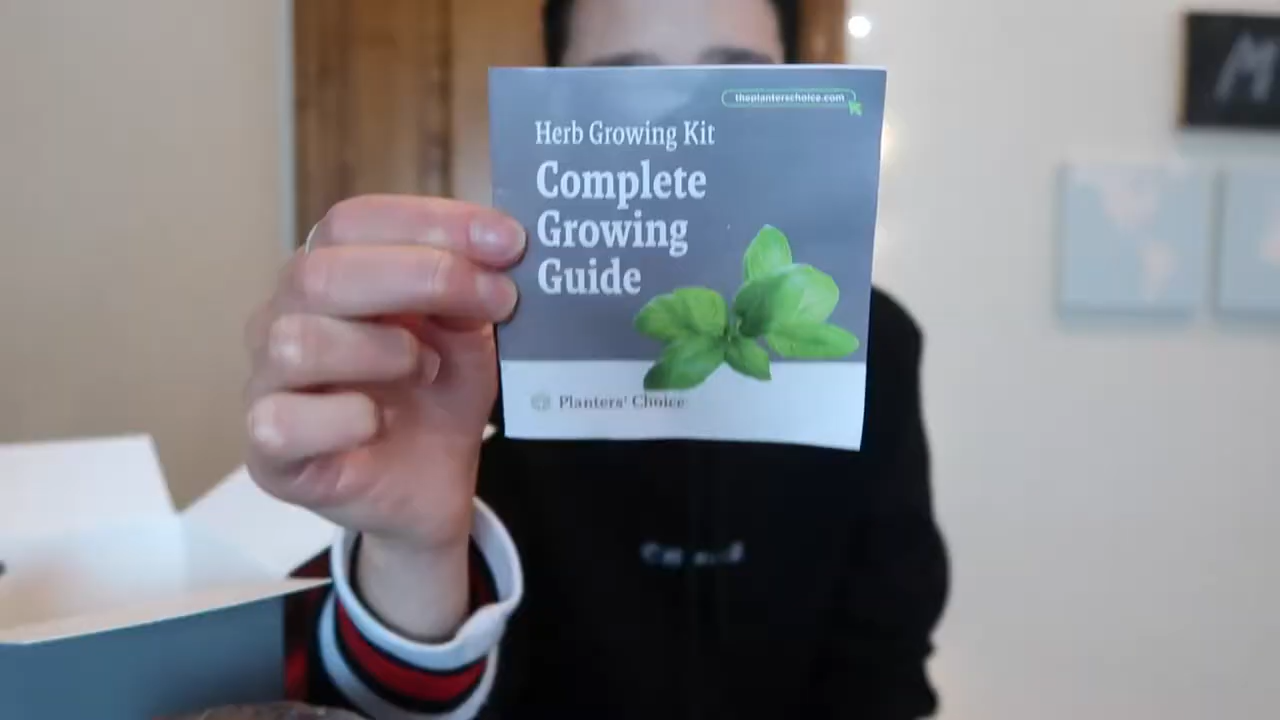 theplanterschoice.com
Herb Growing Kit
Complete
Growing
Guide
Planters' Choice